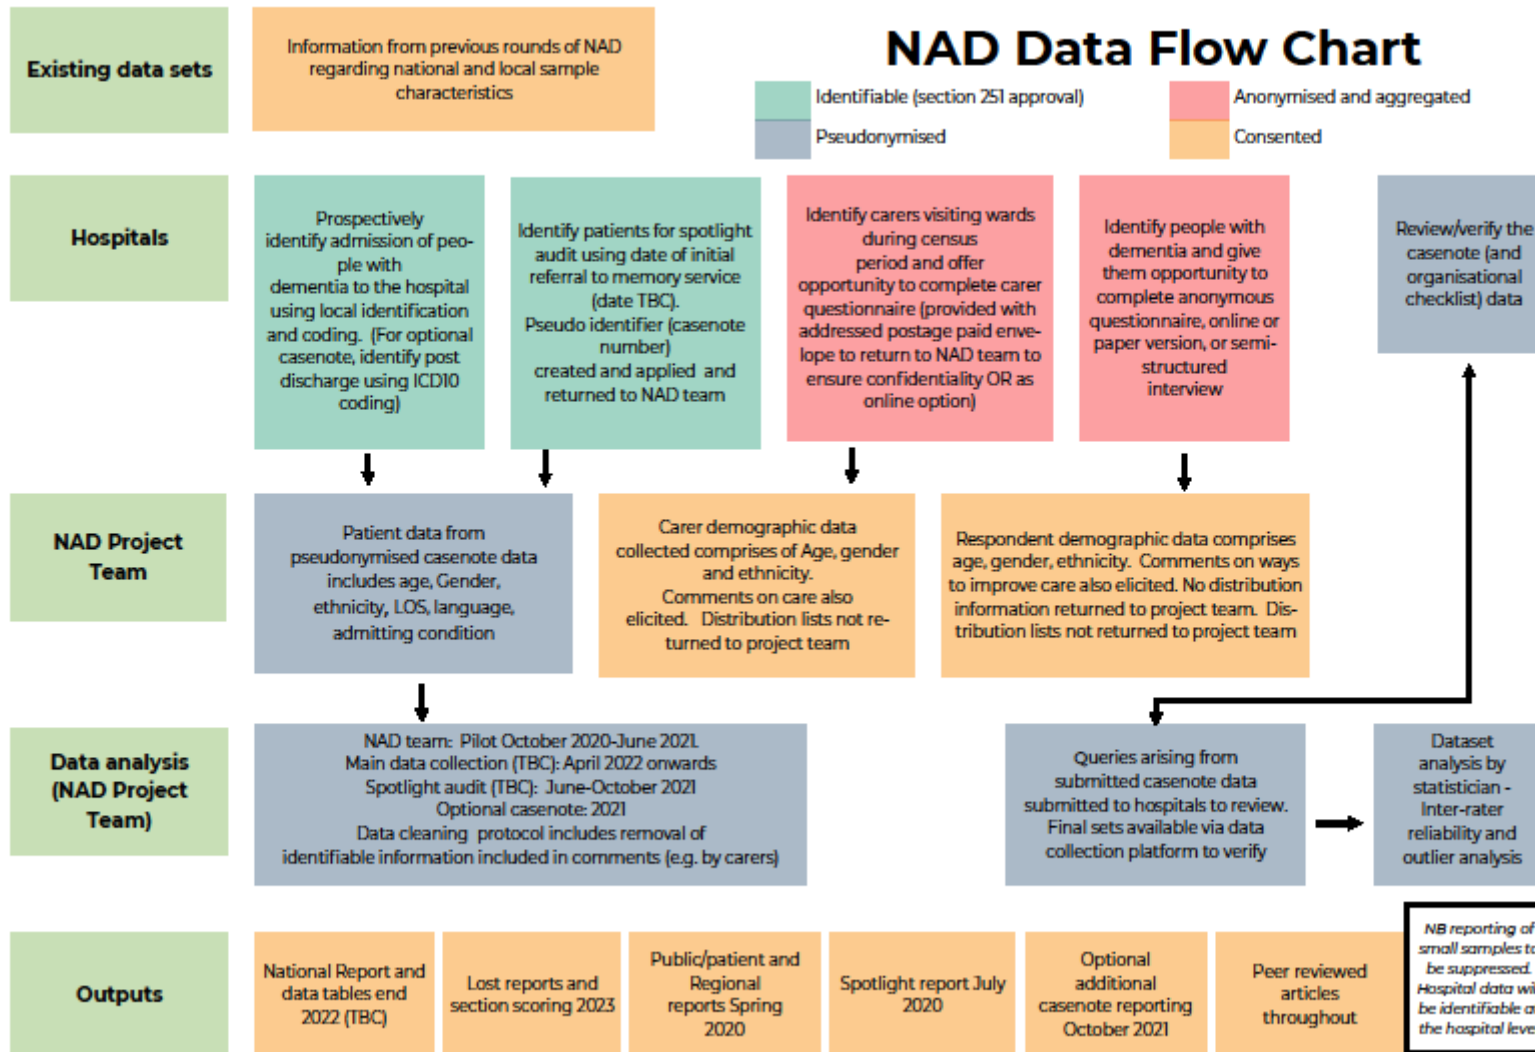 NAD Data Flow Chart
Identifiable (section 251 approval)
Anonymised and aggregated
Pseudonymised
Consented
Existing data sets
Information from previous rounds of NAD
regarding national and local sample
characteristics
Hospitals
Prospectively
identify admission of peo-
ple with
dementia to the hospital
using local identification
and coding. (For optional
casenote, identify post
discharge using ICD10
coding)
Identify patients for spotlight
audit using date of initial
referral to memory service
(date TBC).
Pseudo identifier (casenote
number)
created and applied and
returned to NAD team
Identify carers visiting wards
during census
period and offer
opportunity to complete carer
questionnaire (provided with
addressed postage paid enve-
lope to return to NAD team to
ensure confidentiality OR as
online option)
Identify people with
dementia and give
them opportunity to
complete anonymous
questionnaire, online or
paper version, or semi-
structured
interview
Review/verify the
casenote (and
organisational
checklist) data
NAD Project
Team
Patient data from
pseudonymised casenote data
includes age, Gender,
ethnicity, LOS, language,
admitting condition
Carer demographic data
collected comprises of Age, gender
and ethnicity.
Comments on care also
elicited. Distribution lists not re-
turned to project team
Respondent demographic data comprises
age, gender, ethnicity. Comments on ways
to improve care also elicited. No distribution
information returned to project team. Dis-
tribution lists not returned to project team
Data analysis
(NAD Project
Team)
NAD team: Pilot October 2020-June 2021.
Main data collection (TBC): April 2022 onwards
Spotlight audit (TBC): June-October 2021
Optional casenote: 2021
Data cleaning protocol includes removal of
identifiable information included in comments (e.g. by carers)
Queries arising from
submitted casenote data
submitted to hospitals to review.
Final sets available via data
collection platform to verify
Dataset
analysis by
statistician -
Inter-rater
reliability and
outlier analysis
Outputs
National Report and
data tables end
2022 (TBC)
Lost reports and
section scoring 2023
Public/patient and
Regional
reports Spring
2020
Spotlight report July
2020
Optional
additional
casenote reporting
October 2021
Peer reviewed
articles
throughout
NB reporting of
small samples to
be suppressed.
Hospital data will
be identifiable at
the hospital level